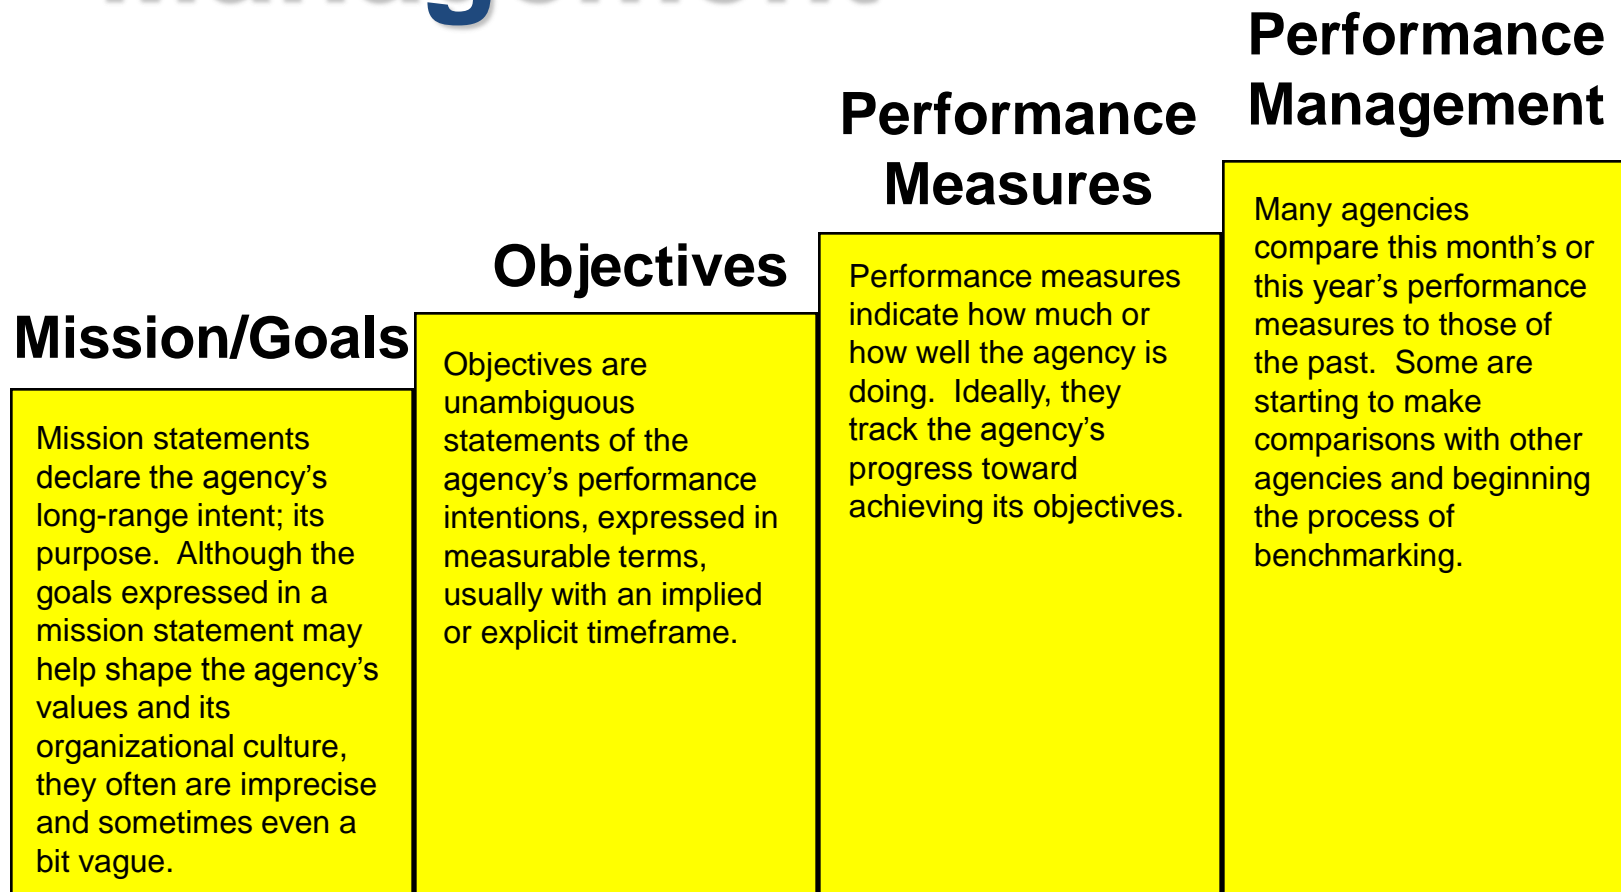 Performance
Management
Performance
Measures
Objectives
Mission/Goals
Mission statements
declare the agency's
long-range intent; its
purpose.  Although the
goals expressed in a
mission statement may
help shape the agency's
values and its
organizational culture,
they often are imprecise
and sometimes even a
bit vague.
Objectives are
unambiguous
statements of the
agency's performance
intentions, expressed in
measurable terms,
usually with an implied
or explicit timeframe.
Performance measures
indicate how much or
how well the agency is
doing.  Ideally, they
track the agency's
progress toward
achieving its objectives.
Many agencies
compare this month's or
this year's performance
measures to those of
the past.  Some are
starting to make
comparisons with other
agencies and beginning
the process of
benchmarking.